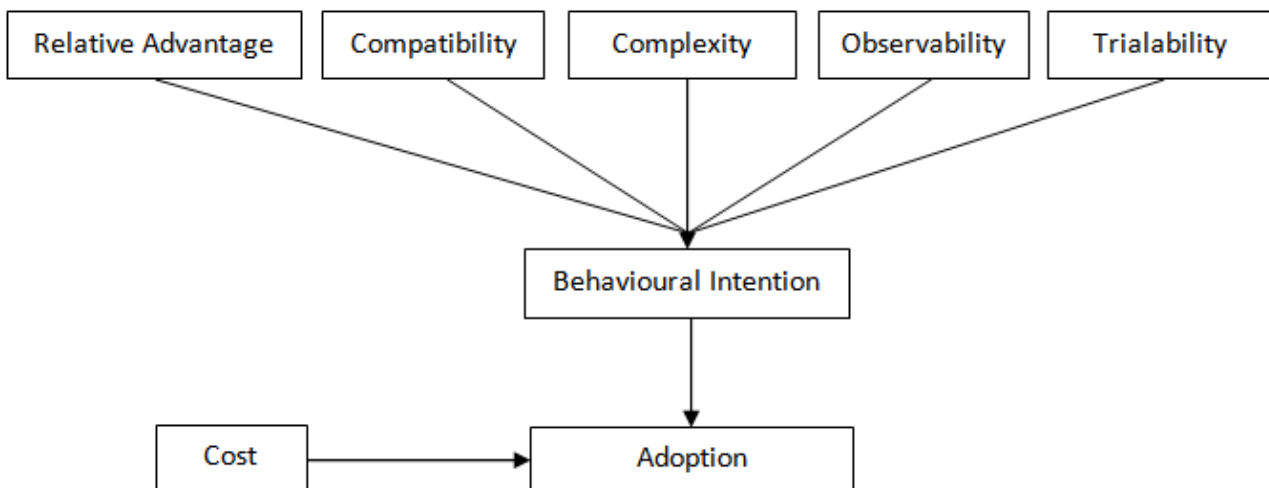 Relative Advantage
Compatibility
Complexity
Observability
Trialability
Behavioural Intention
Cost
Adoption